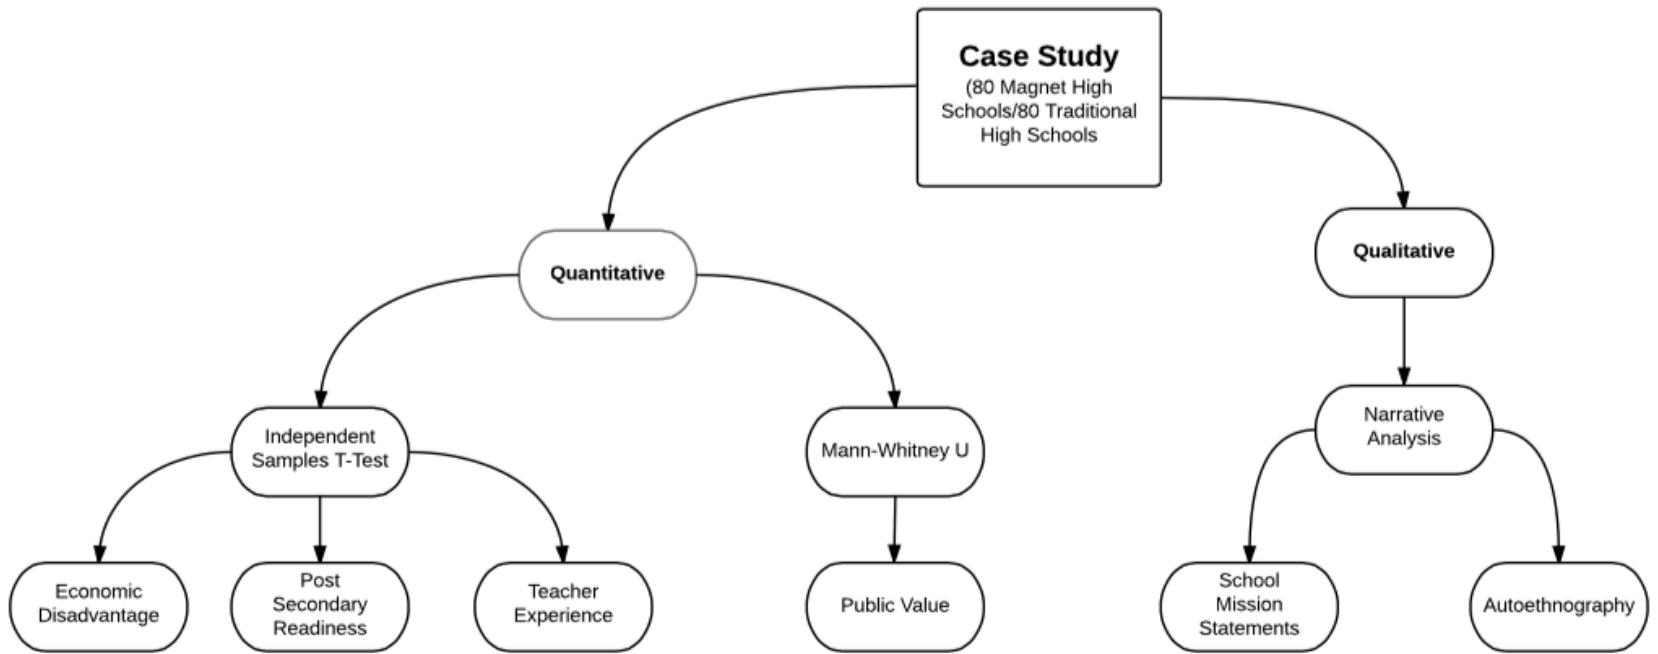 Case Study
(80 Magnet High
Schools/80 Traditional
High Schools
Qualitative
Quantitative
Narrative
Analysis
Independent
Samples T-Test
Mann-Whitney U
Economic
Disadvantage
Post
Secondary
Readiness
Teacher
Experience
Public Value
School
Mission
Statements
Autoethnography